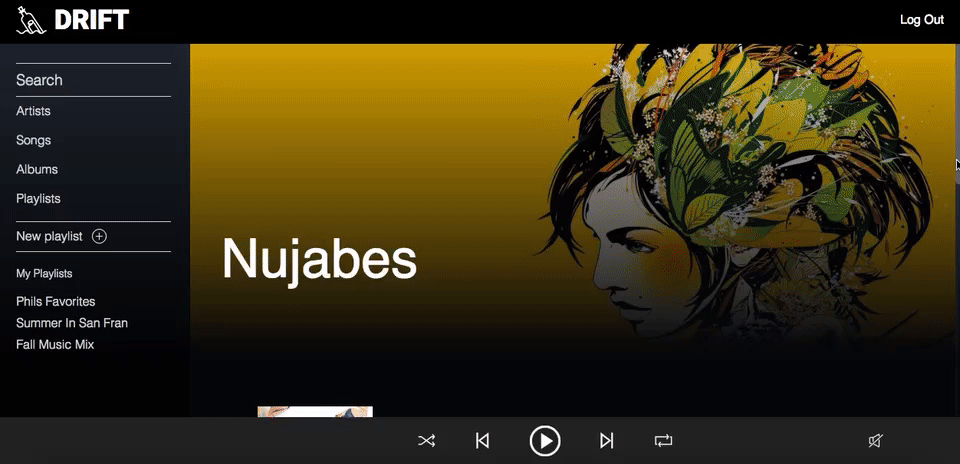 DRIFT
Log Out
Search
Artists
Songs
Albums
Playlists
New playlist
My Playlists
Phils Favorites
Summer In San Fran
Fall Music Mix
Nujabes